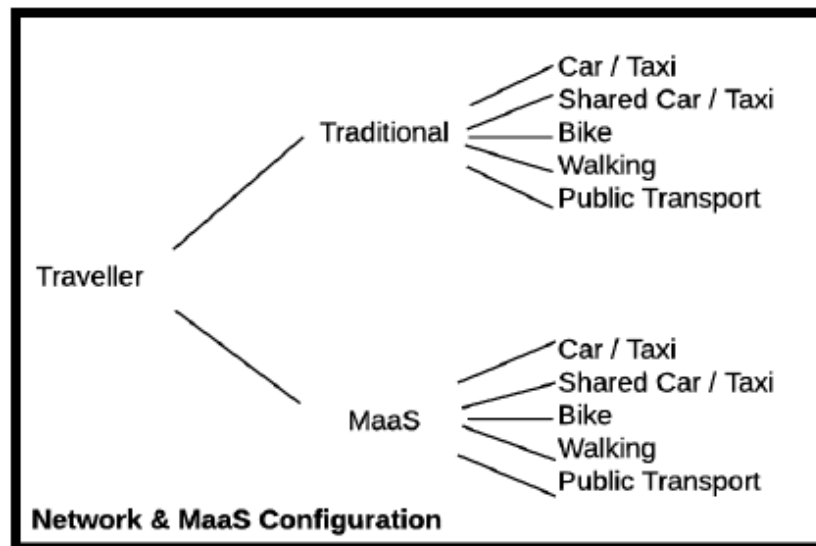 Car / Taxi
Shared Car / Taxi
Traditional
Bike
Walking
Public Transport
Traveller
Car / Taxi
Shared Car / Taxi
MaaS
Bike
Walking
Public Transport
Network & MaaS Configuration